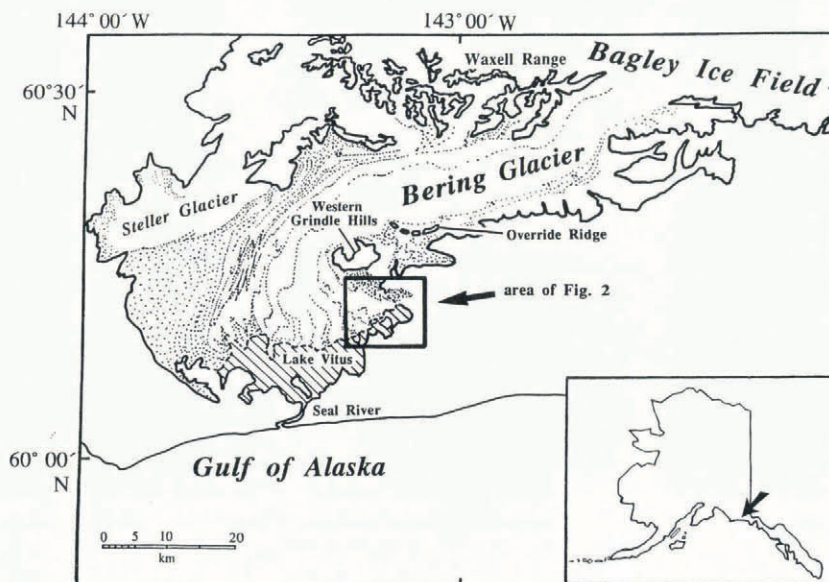 144° 00´ W
143° 00´ W
60° 30´
N
Waxell Range
Bagley Ice Field
Bering Glacier
Steller Glacier
Western
Grindle Hills
Override Ridge
area of Fig. 2
Lake Vitus
Seal River
60° 00´
N
Gulf of Alaska
0 5 10 20
km